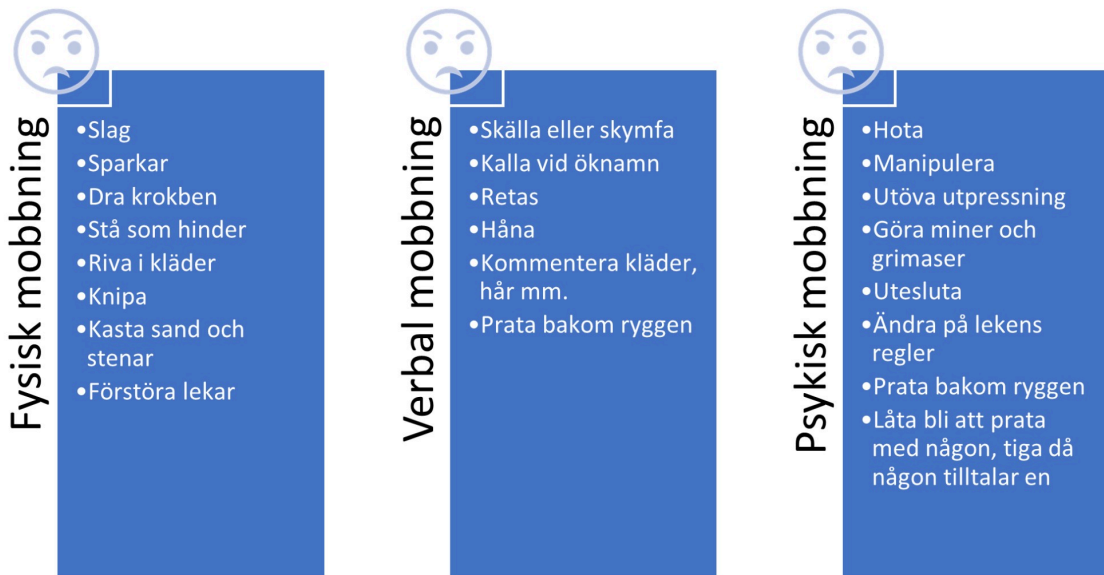 Fysisk mobbning
•Slag
•Sparkar
•Dra krokben
•Stå som hinder
•Riva i kläder
•Knipa
•Kasta sand och
stenar
•Förstöra lekar
Verbal mobbning
•Skälla eller skymfa
•Kalla vid öknamn
•Retas
•Håna
•Kommentera kläder,
hår mm.
•Prata bakom ryggen
Psykisk mobbning
•Hota
•Manipulera
•Utöva utpressning
•Göra miner och
grimaser
•Utesluta
•Ändra på lekens
regler
•Prata bakom ryggen
•Låta bli att prata
med någon, tiga då
någon tilltalar en